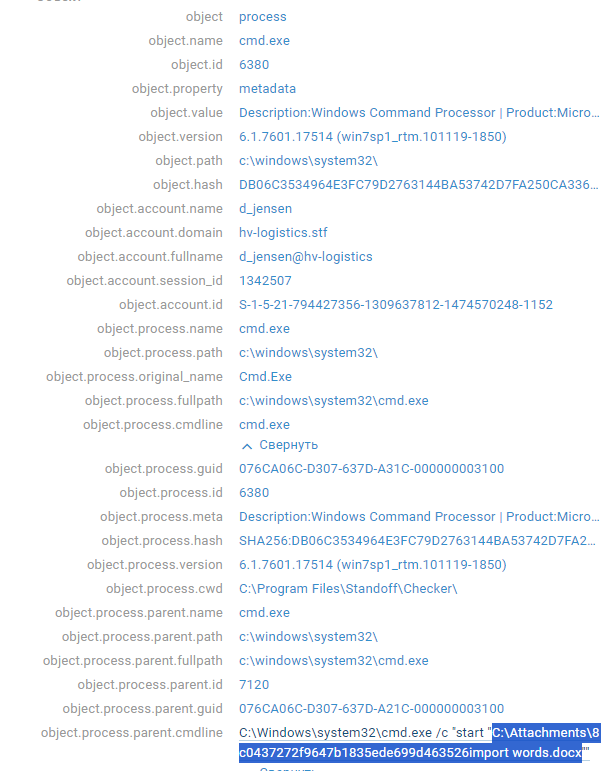 object process
object.name cmd.exe
object.id 6380
object.property metadata
object.value Description:Windows Command Processor | Product:Micro...
object.version 6.1.7601.17514 (win7sp1_rtm.101119-1850)
object.path c:\windows\system32\
object.hash DB06C3534964E3FC79D2763144BA53742D7FA250CA336...
object.account.name d_jensen
object.account.domain hv-logistics.stf
object.account.fullname d_jensen@hv-logistics
object.account.session_id 1342507
object.account.id S-1-5-21-794427356-1309637812-1474570248-1152
object.process.name cmd.exe
object.process.path c:\windows\system32\
object.process.original_name Cmd.Exe
object.process.fullpath c:\windows\system32\cmd.exe
object.process.cmdline cmd.exe
Свернуть
object.process.guid 076CA06C-D307-637D-A31C-000000003100
object.process.id 6380
object.process.meta Description:Windows Command Processor | Product:Micro...
object.process.hash SHA256:DB06C3534964E3FC79D2763144BA53742D7FA2...
object.process.version 6.1.7601.17514 (win7sp1_rtm.101119-1850)
object.process.cwd C:\Program Files\Standoff\Checker\
object.process.parent.name cmd.exe
object.process.parent.path c:\windows\system32\
object.process.parent.fullpath c:\windows\system32\cmd.exe
object.process.parent.id 7120
object.process.parent.guid 076CA06C-D307-637D-A21C-000000003100
object.process.parent.cmdline C:\Windows\system32\cmd.exe /c "start "C:\Attachments\8
c0437272f9647b1835ede699d463526import words.docx""